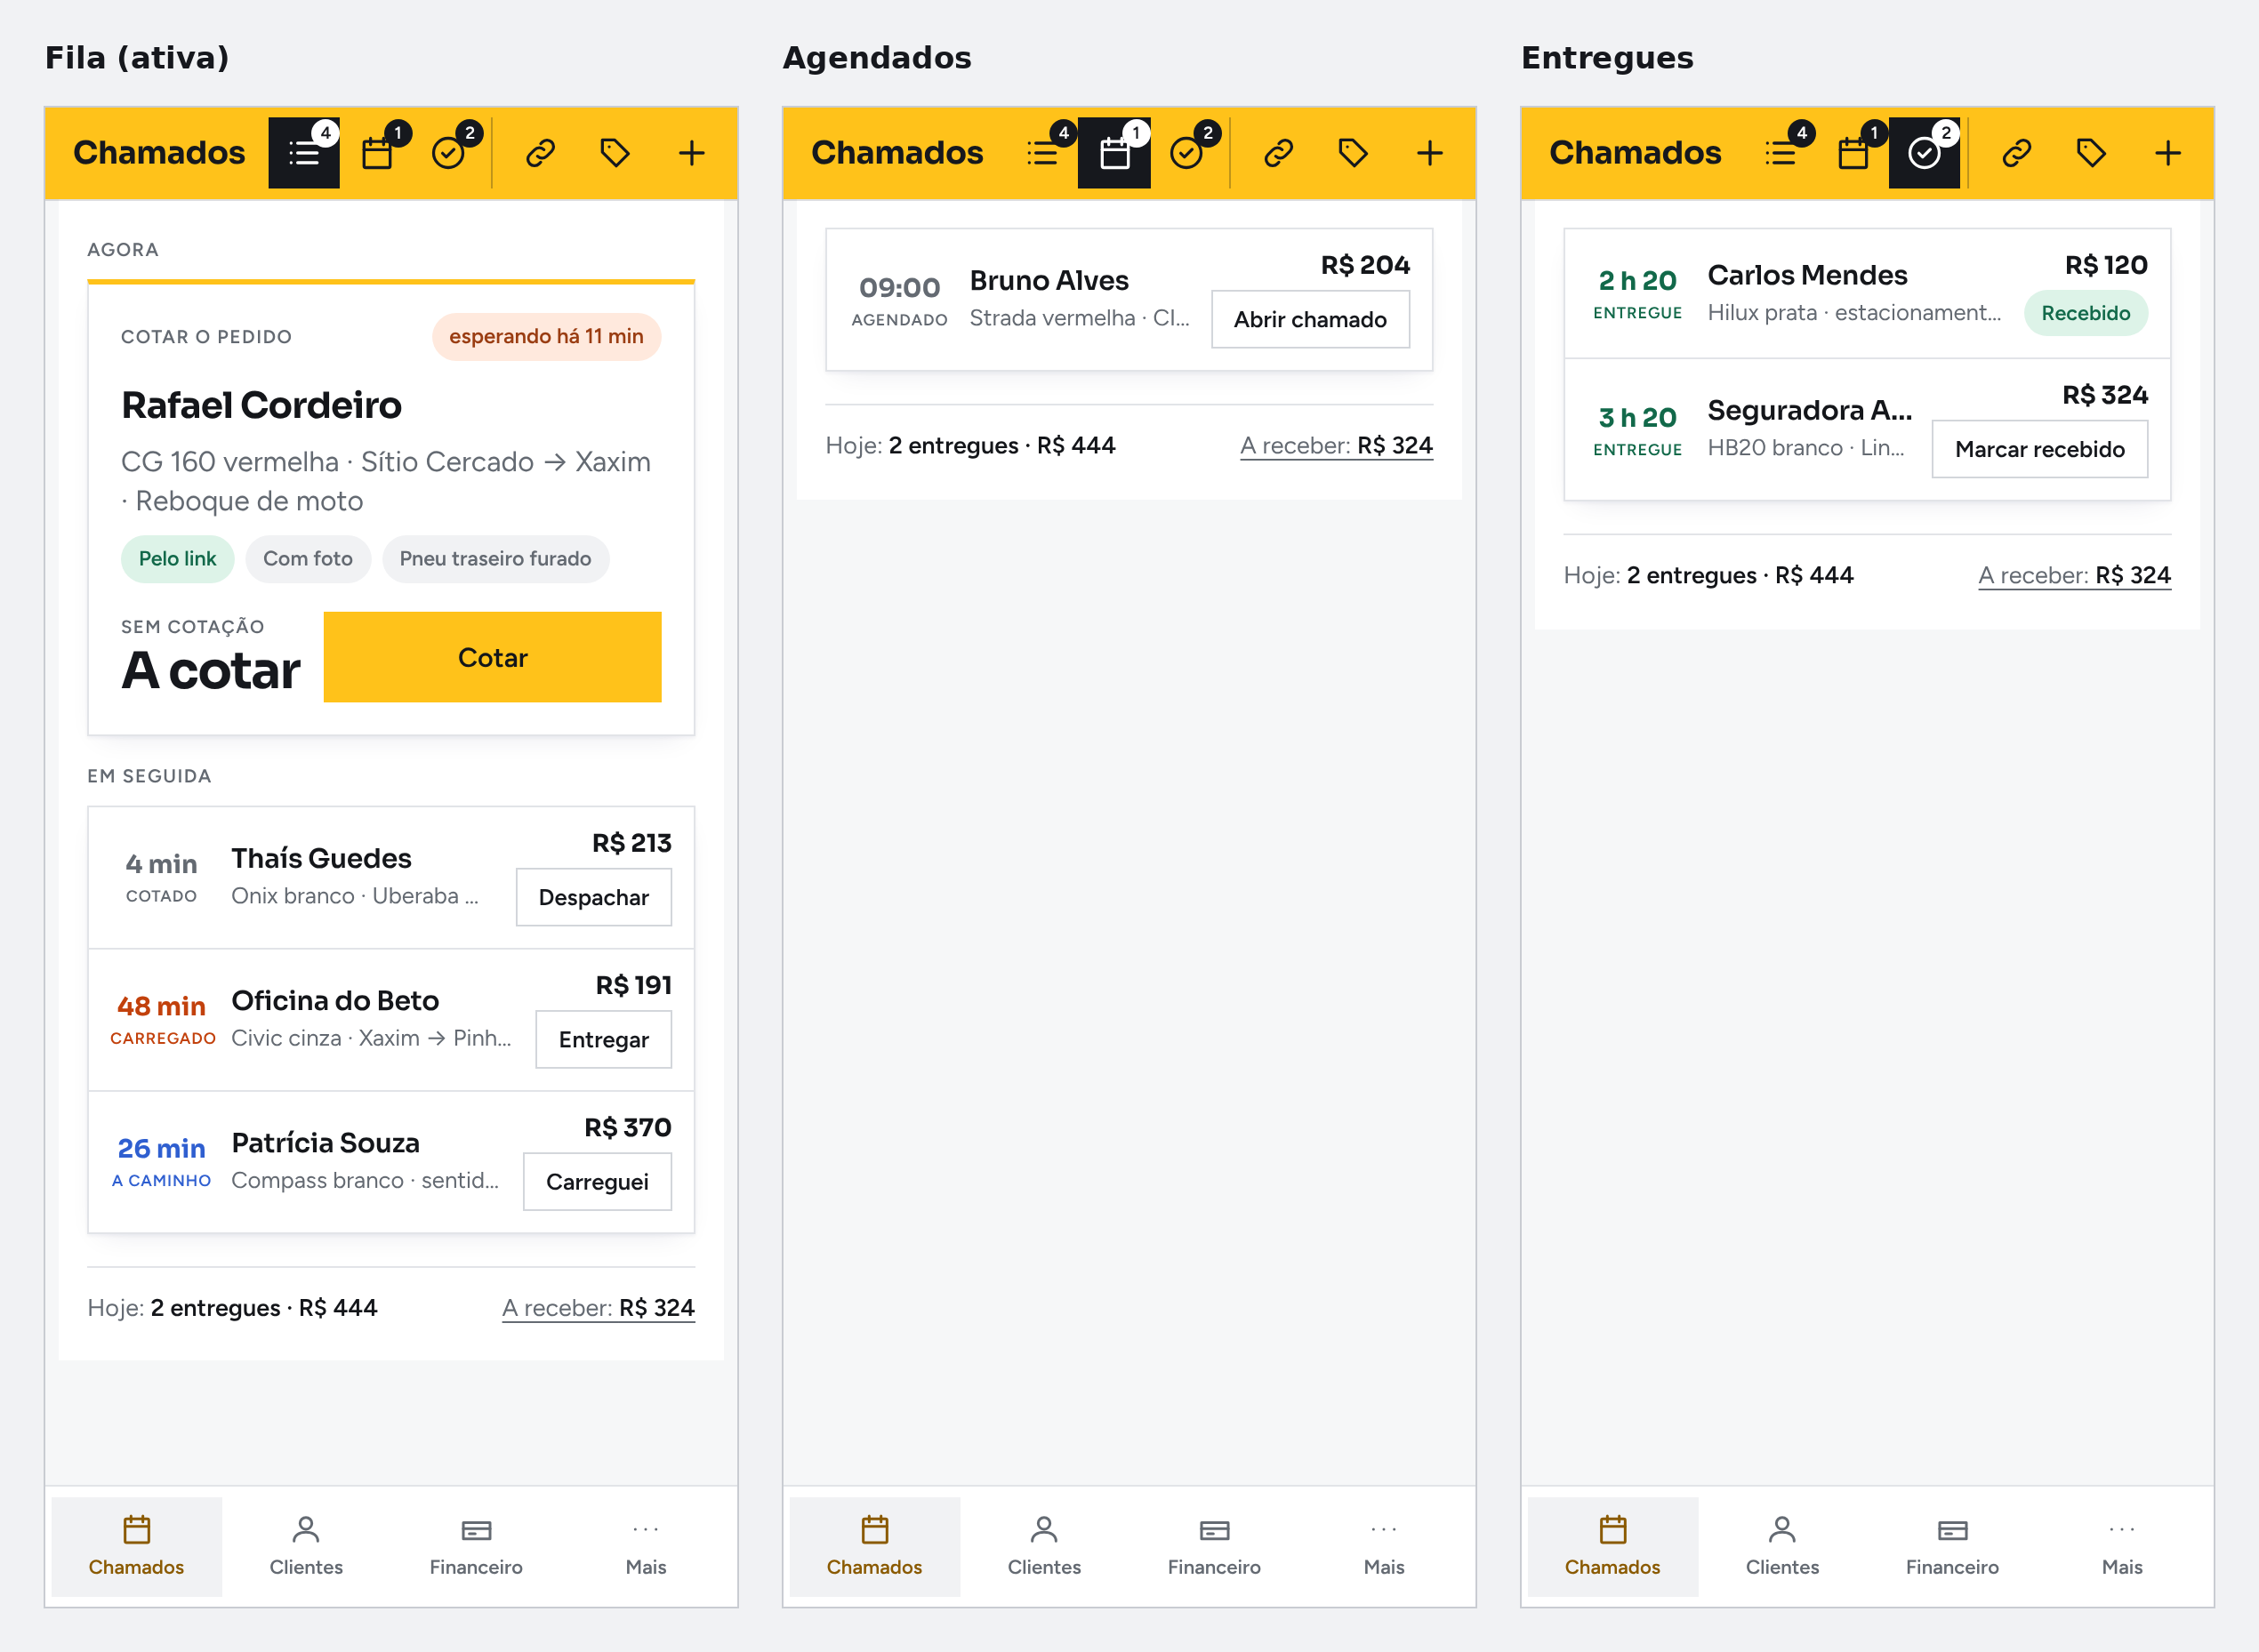 Fila (ativa)
Chamados
4
1
2
AGORA
COTAR O PEDIDO
esperando há 11 min
Rafael Cordeiro
CG 160 vermelha · Sítio Cercado → Xaxim
· Reboque de moto
Pelo link
Com foto
Pneu traseiro furado
SEM COTAÇÃO
A cotar
Cotar
EM SEGUIDA
4 min
COTADO
Thaís Guedes
Onix branco · Uberaba ...
R$ 213
Despachar
48 min
CARREGADO
Oficina do Beto
Civic cinza · Xaxim → Pinh...
R$ 191
Entregar
26 min
A CAMINHO
Patrícia Souza
Compass branco · sentid...
R$ 370
Carreguei
Hoje: 2 entregues · R$ 444
A receber: R$ 324
Chamados
Clientes
Financeiro
Mais
Agendados
Chamados
4
1
2
09:00
AGENDADO
Bruno Alves
Strada vermelha · CI...
R$ 204
Abrir chamado
Hoje: 2 entregues · R$ 444
A receber: R$ 324
Chamados
Clientes
Financeiro
Mais
Entregues
Chamados
4
1
2
2 h 20
ENTREGUE
Carlos Mendes
Hilux prata · estacionament...
R$ 120
Recebido
3 h 20
ENTREGUE
Seguradora A...
HB20 branco · Lin...
R$ 324
Marcar recebido
Hoje: 2 entregues · R$ 444
A receber: R$ 324
Chamados
Clientes
Financeiro
Mais